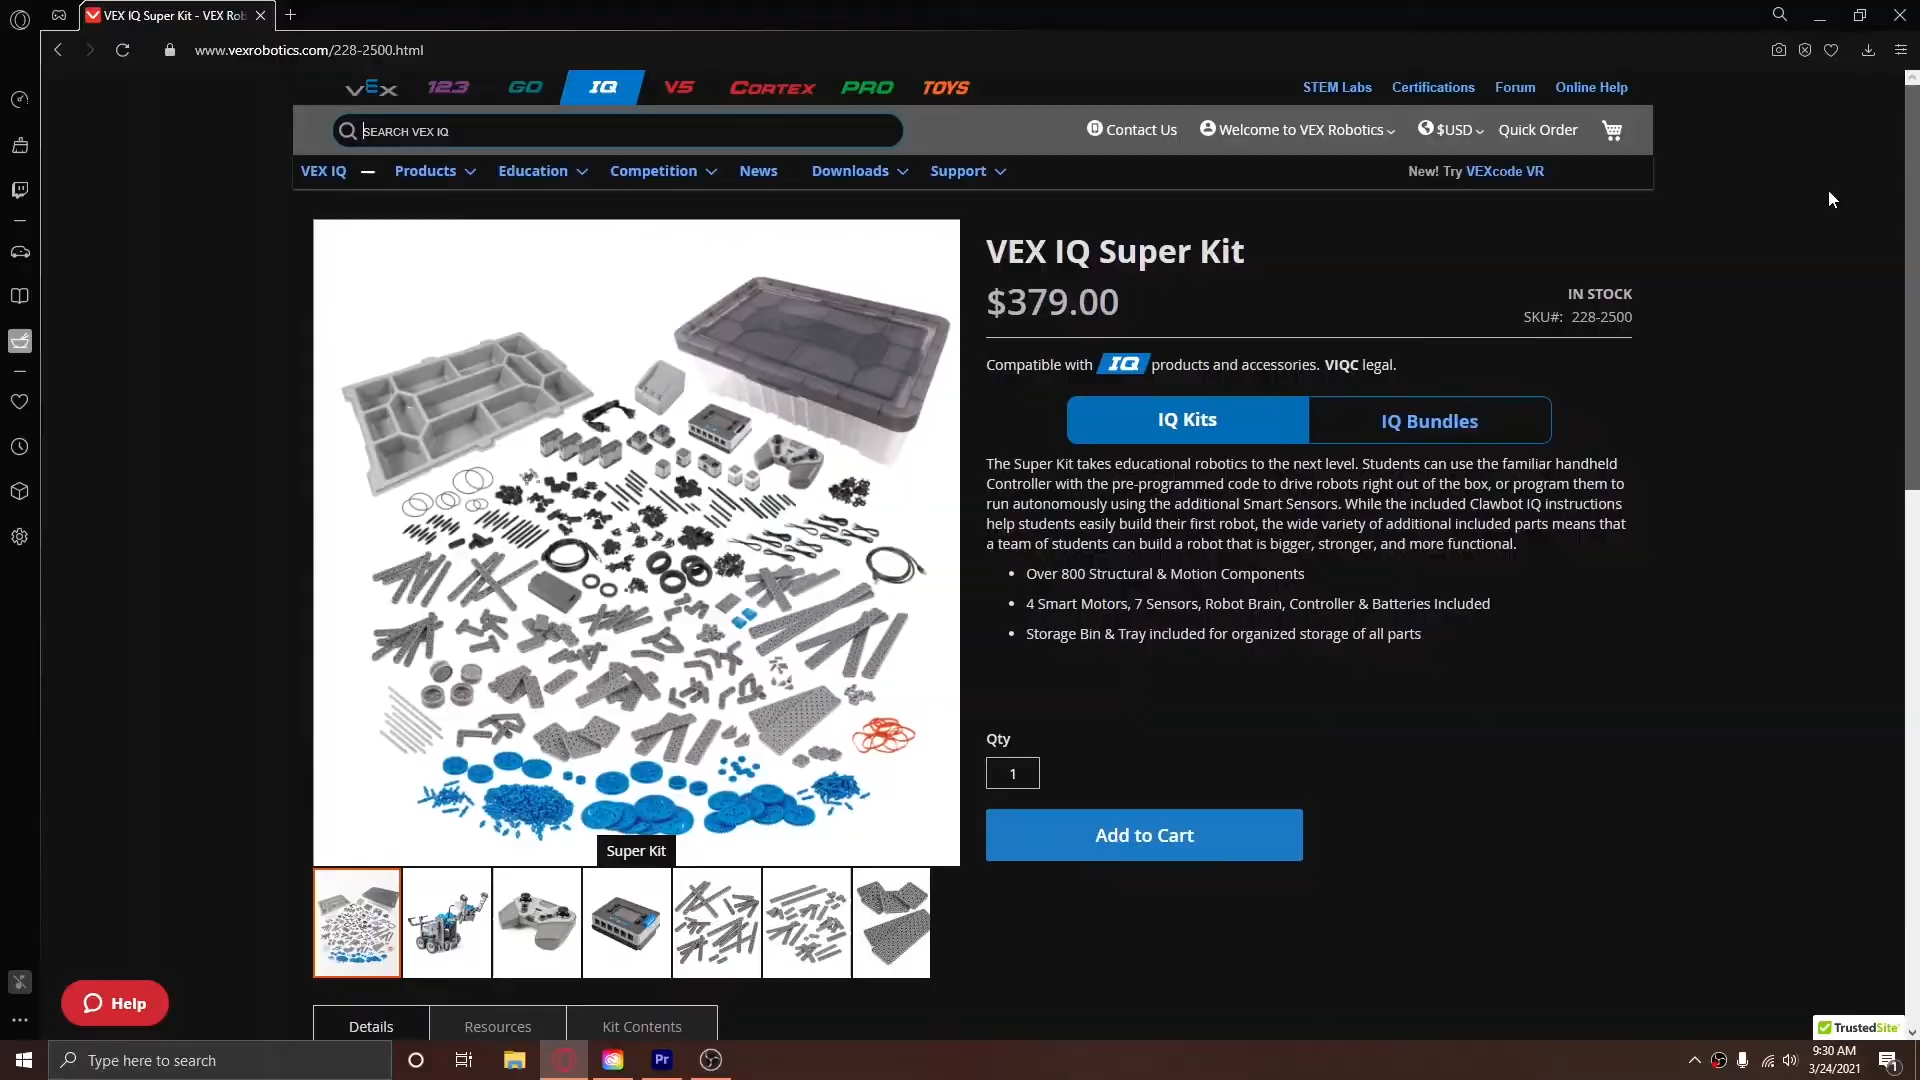 VEX IQ Super Kit - VEX Rob
www.vexrobotics.com/228-2500.html
VEX 123 GO IQ V5 CORTEX PRO TOYS
STEM Labs Certifications Forum Online Help
SEARCH VEX IQ
Contact Us Welcome to VEX Robotics $USD Quick Order
VEX IQ Products Education Competition News Downloads Support
New! Try VEXcode VR
VEX IQ Super Kit
$379.00
IN STOCK
SKU#: 228-2500
Compatible with IQ products and accessories. VIQC legal.
IQ Kits IQ Bundles
The Super Kit takes educational robotics to the next level. Students can use the familiar handheld
Controller with the pre-programmed code to drive robots right out of the box, or program them to
run autonomously using the additional Smart Sensors. While the included Clawbot IQ instructions
help students easily build their first robot, the wide variety of additional included parts means that
a team of students can build a robot that is bigger, stronger, and more functional.
• Over 800 Structural & Motion Components
• 4 Smart Motors, 7 Sensors, Robot Brain, Controller & Batteries Included
• Storage Bin & Tray included for organized storage of all parts
Qty
1
Add to Cart
Super Kit
Details Resources Kit Contents
Help
TrustedSite
Type here to search
Pr
9:30 AM
3/24/2021
1